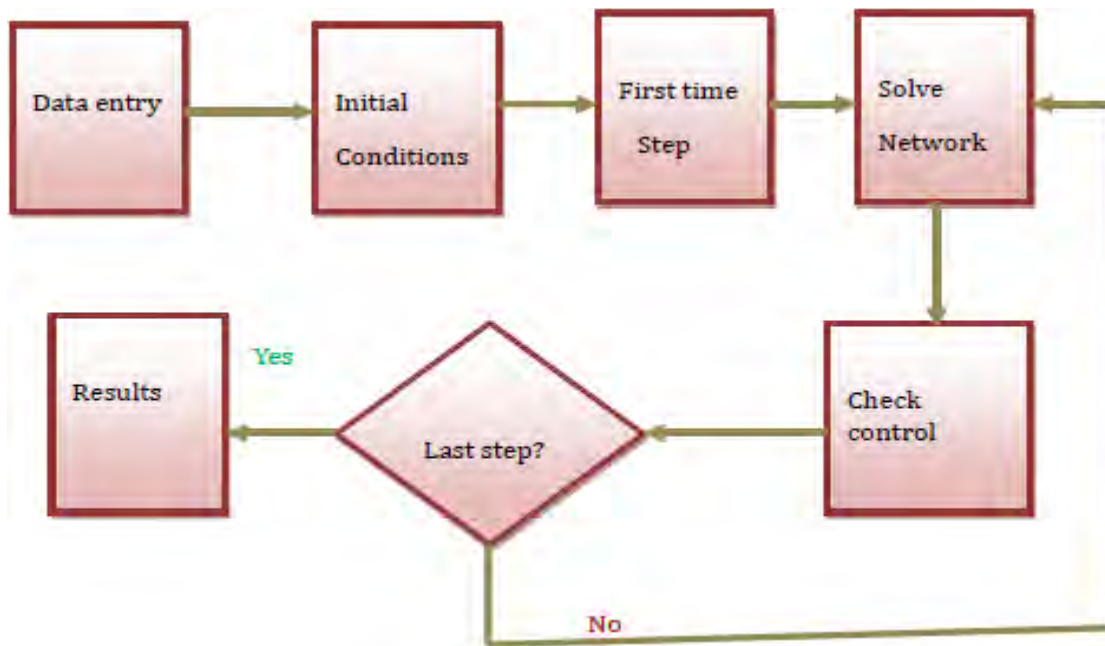 Data entry
Initial
Conditions
First time
Step
Solve
Network
Check
control
Last step?
Yes
Results
No